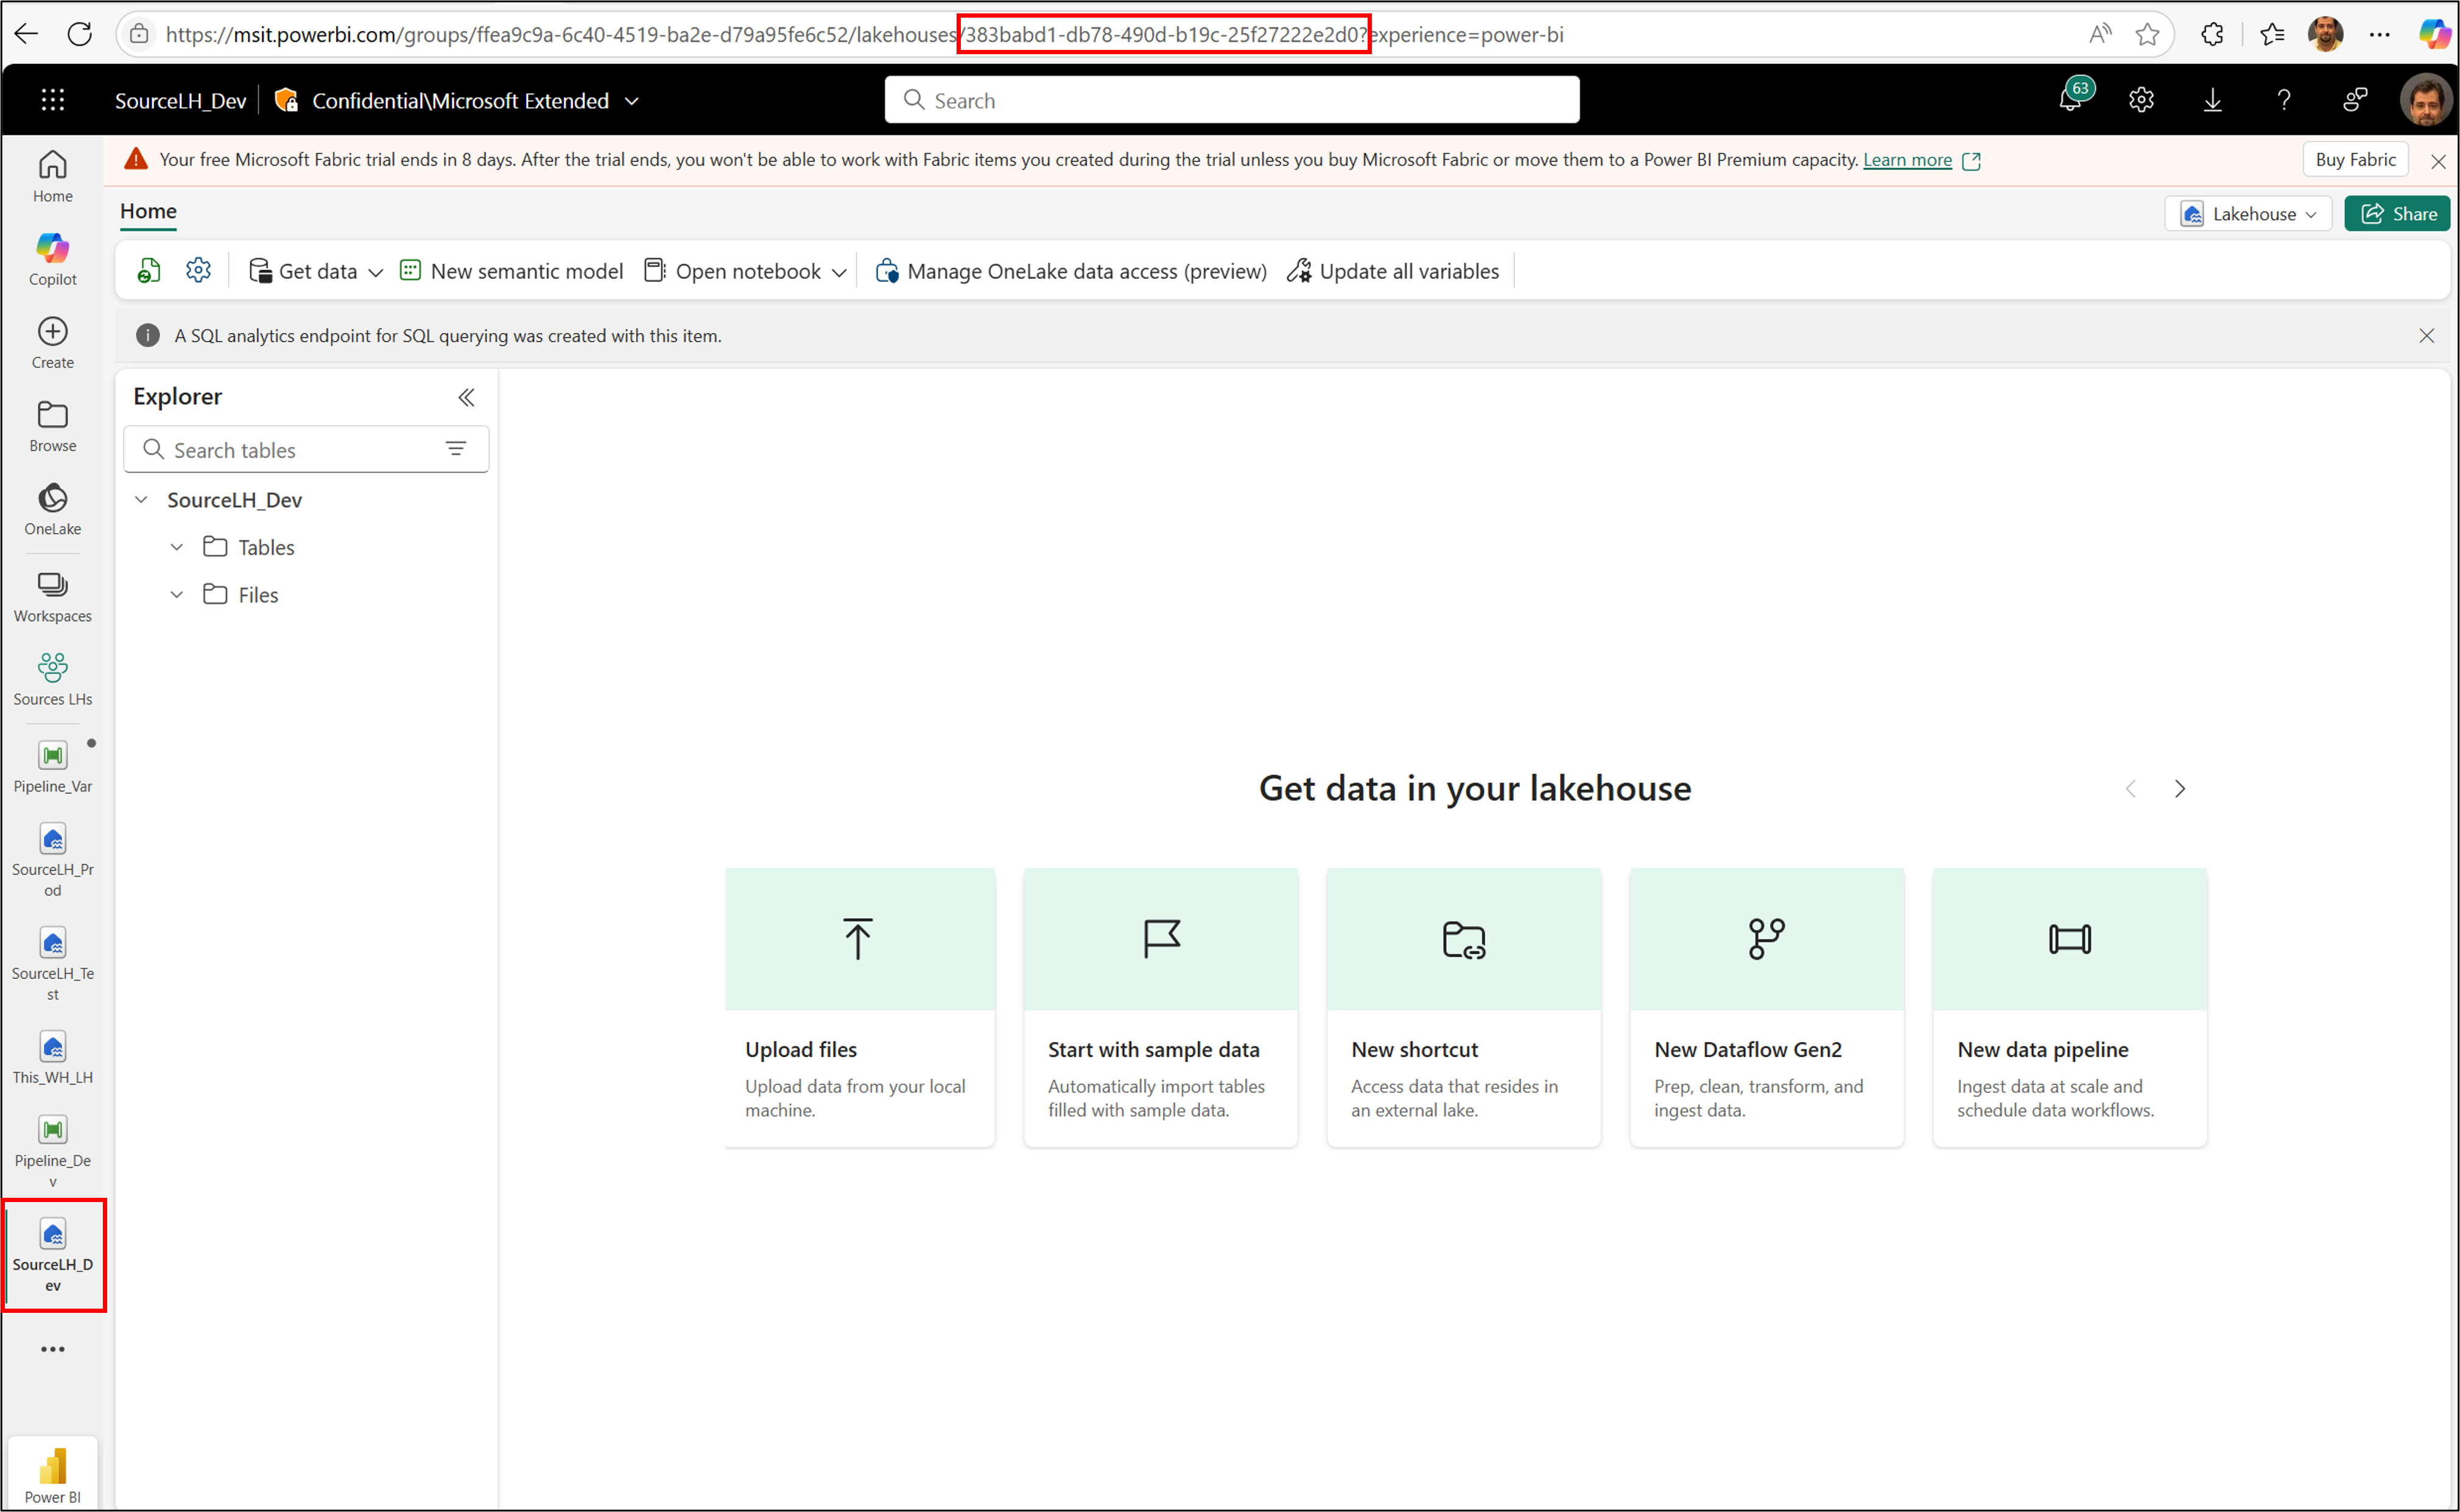 https://msit.powerbi.com/groups/ffea9c9a-6c40-4519-ba2e-d79a95fe6c52/lakehouses/383babd1-db78-490d-b19c-25f27222e2d0?experience=power-bi
SourceLH_Dev
Confidential\Microsoft Extended
Search
63
Your free Microsoft Fabric trial ends in 8 days. After the trial ends, you won't be able to work with Fabric items you created during the trial unless you buy Microsoft Fabric or move them to a Power BI Premium capacity. Learn more
Buy Fabric
Home
Lakehouse
Share
Get data
New semantic model
Open notebook
Manage OneLake data access (preview)
Update all variables
A SQL analytics endpoint for SQL querying was created with this item.
Home
Copilot
Create
Browse
OneLake
Workspaces
Sources LHs
Pipeline_Var
SourceLH_Pr
od
SourceLH_Te
st
This_WH_LH
Pipeline_De
v
SourceLH_D
ev
Power BI
Explorer
Search tables
SourceLH_Dev
Tables
Files
Get data in your lakehouse
Upload files
Upload data from your local
machine.
Start with sample data
Automatically import tables
filled with sample data.
New shortcut
Access data that resides in
an external lake.
New Dataflow Gen2
Prep, clean, transform, and
ingest data.
New data pipeline
Ingest data at scale and
schedule data workflows.